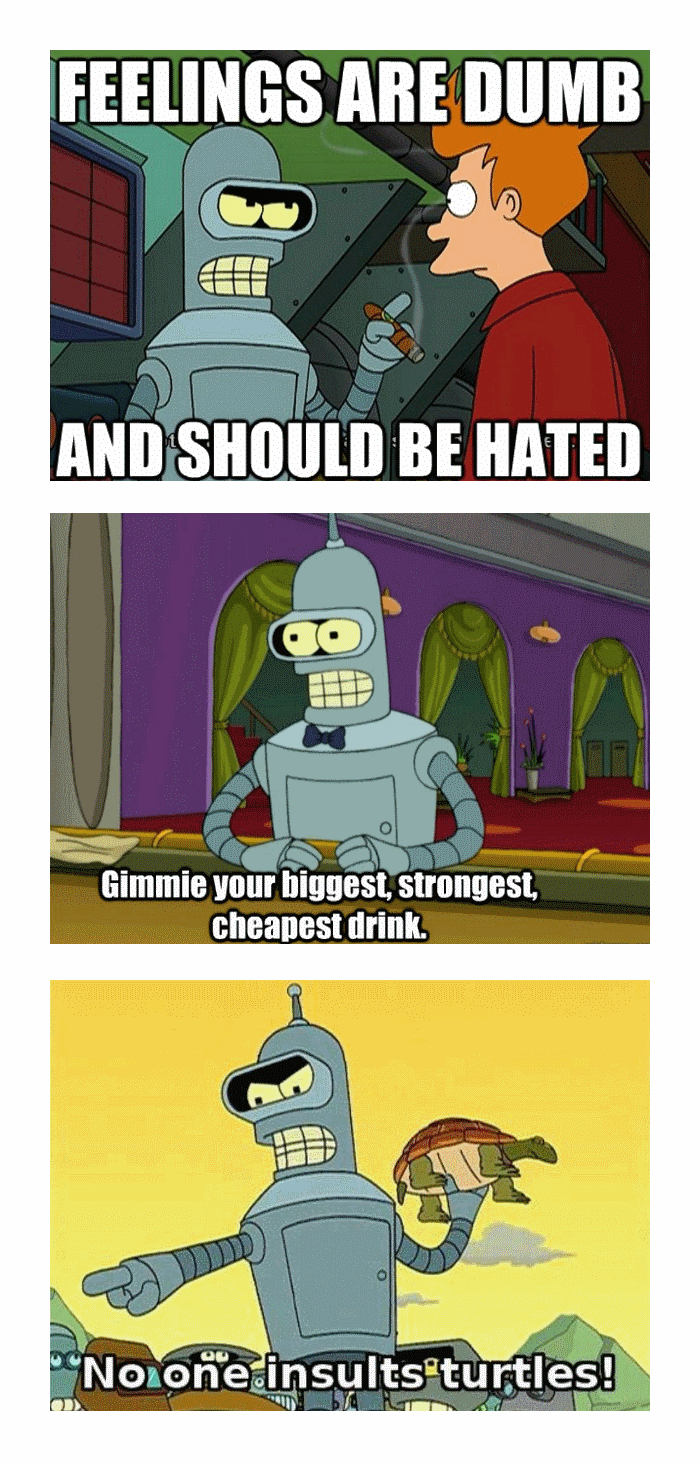 FEELINGS ARE DUMB
AND SHOULD BE HATED
Gimmie your biggest, strongest,
cheapest drink.
No one insults turtles!